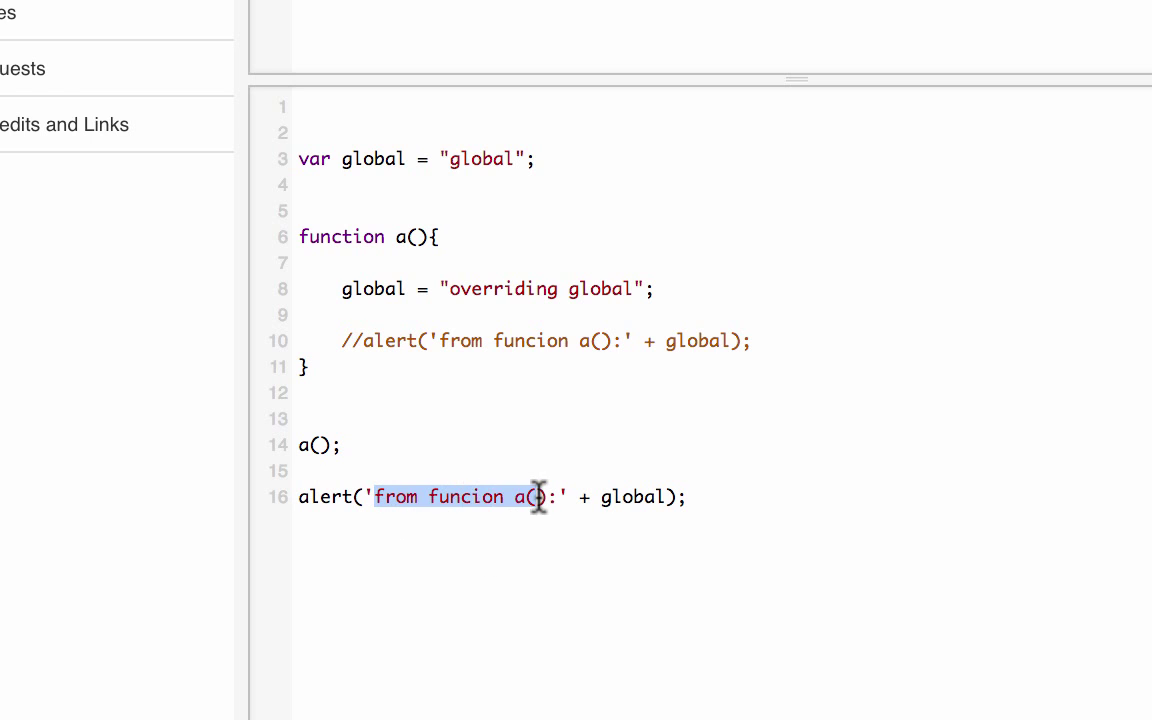 es
uests
edits and Links
1
2
3 var global = "global";
4
5
6 function a(){
7
8 global = "overriding global";
9
10 //alert('from funcion a():' + global);
11 }
12
13
14 a();
15
16 alert('from funcion a():' + global);